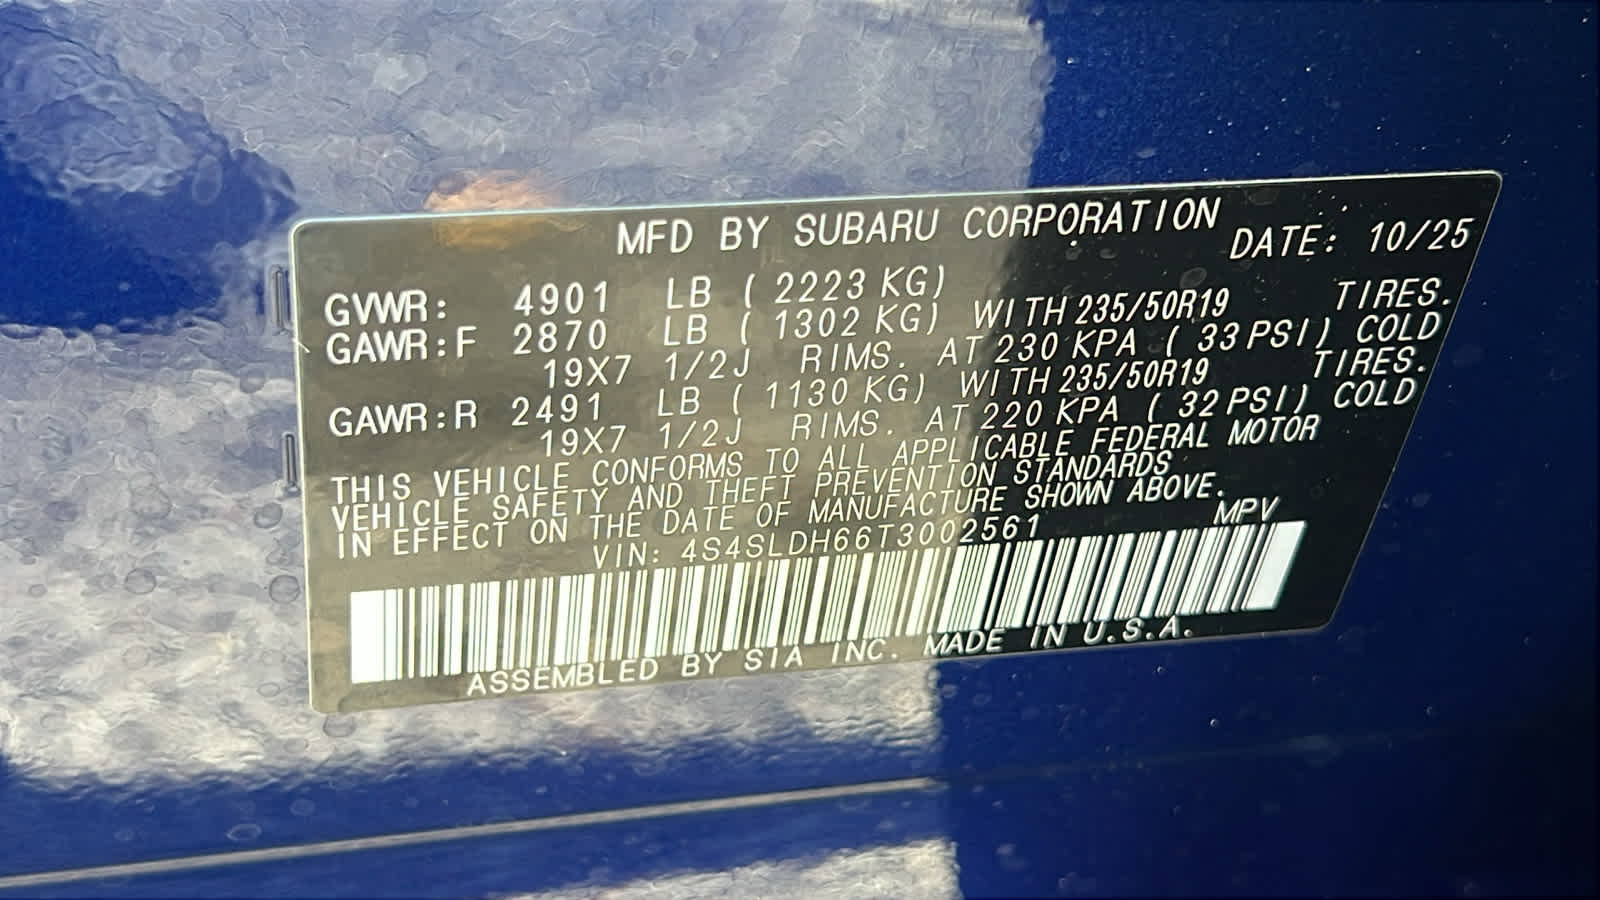 MFD BY SUBARU CORPORATION DATE: 10/25
GVWR: 4901 LB ( 2223 KG)
GAWR:F 2870 LB ( 1302 KG) WITH 235/50R19 TIRES.
19X7 1/2J RIMS. AT 230 KPA ( 33 PSI) COLD
GAWR:R 2491 LB ( 1130 KG) WITH 235/50R19 TIRES.
19X7 1/2J RIMS. AT 220 KPA ( 32 PSI) COLD
THIS VEHICLE CONFORMS TO ALL APPLICABLE FEDERAL MOTOR
VEHICLE SAFETY AND THEFT PREVENTION STANDARDS
IN EFFECT ON THE DATE OF MANUFACTURE SHOWN ABOVE.
VIN: 4S4SLDH66T3002561 MPV
ASSEMBLED BY SIA INC. MADE IN U.S.A.